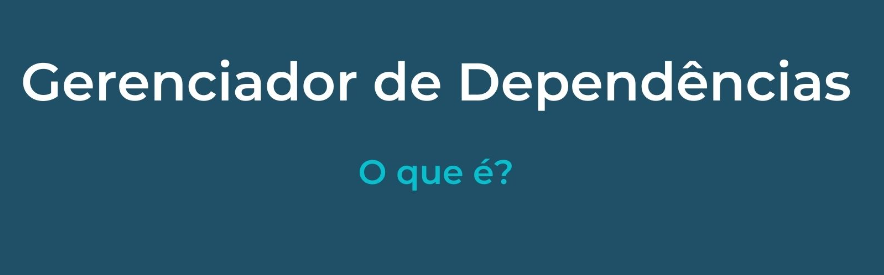 Gerenciador de Dependências
O que é?